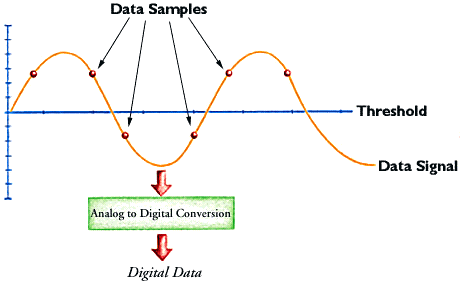 Data Samples
Threshold
Data Signal
Analog to Digital Conversion
Digital Data